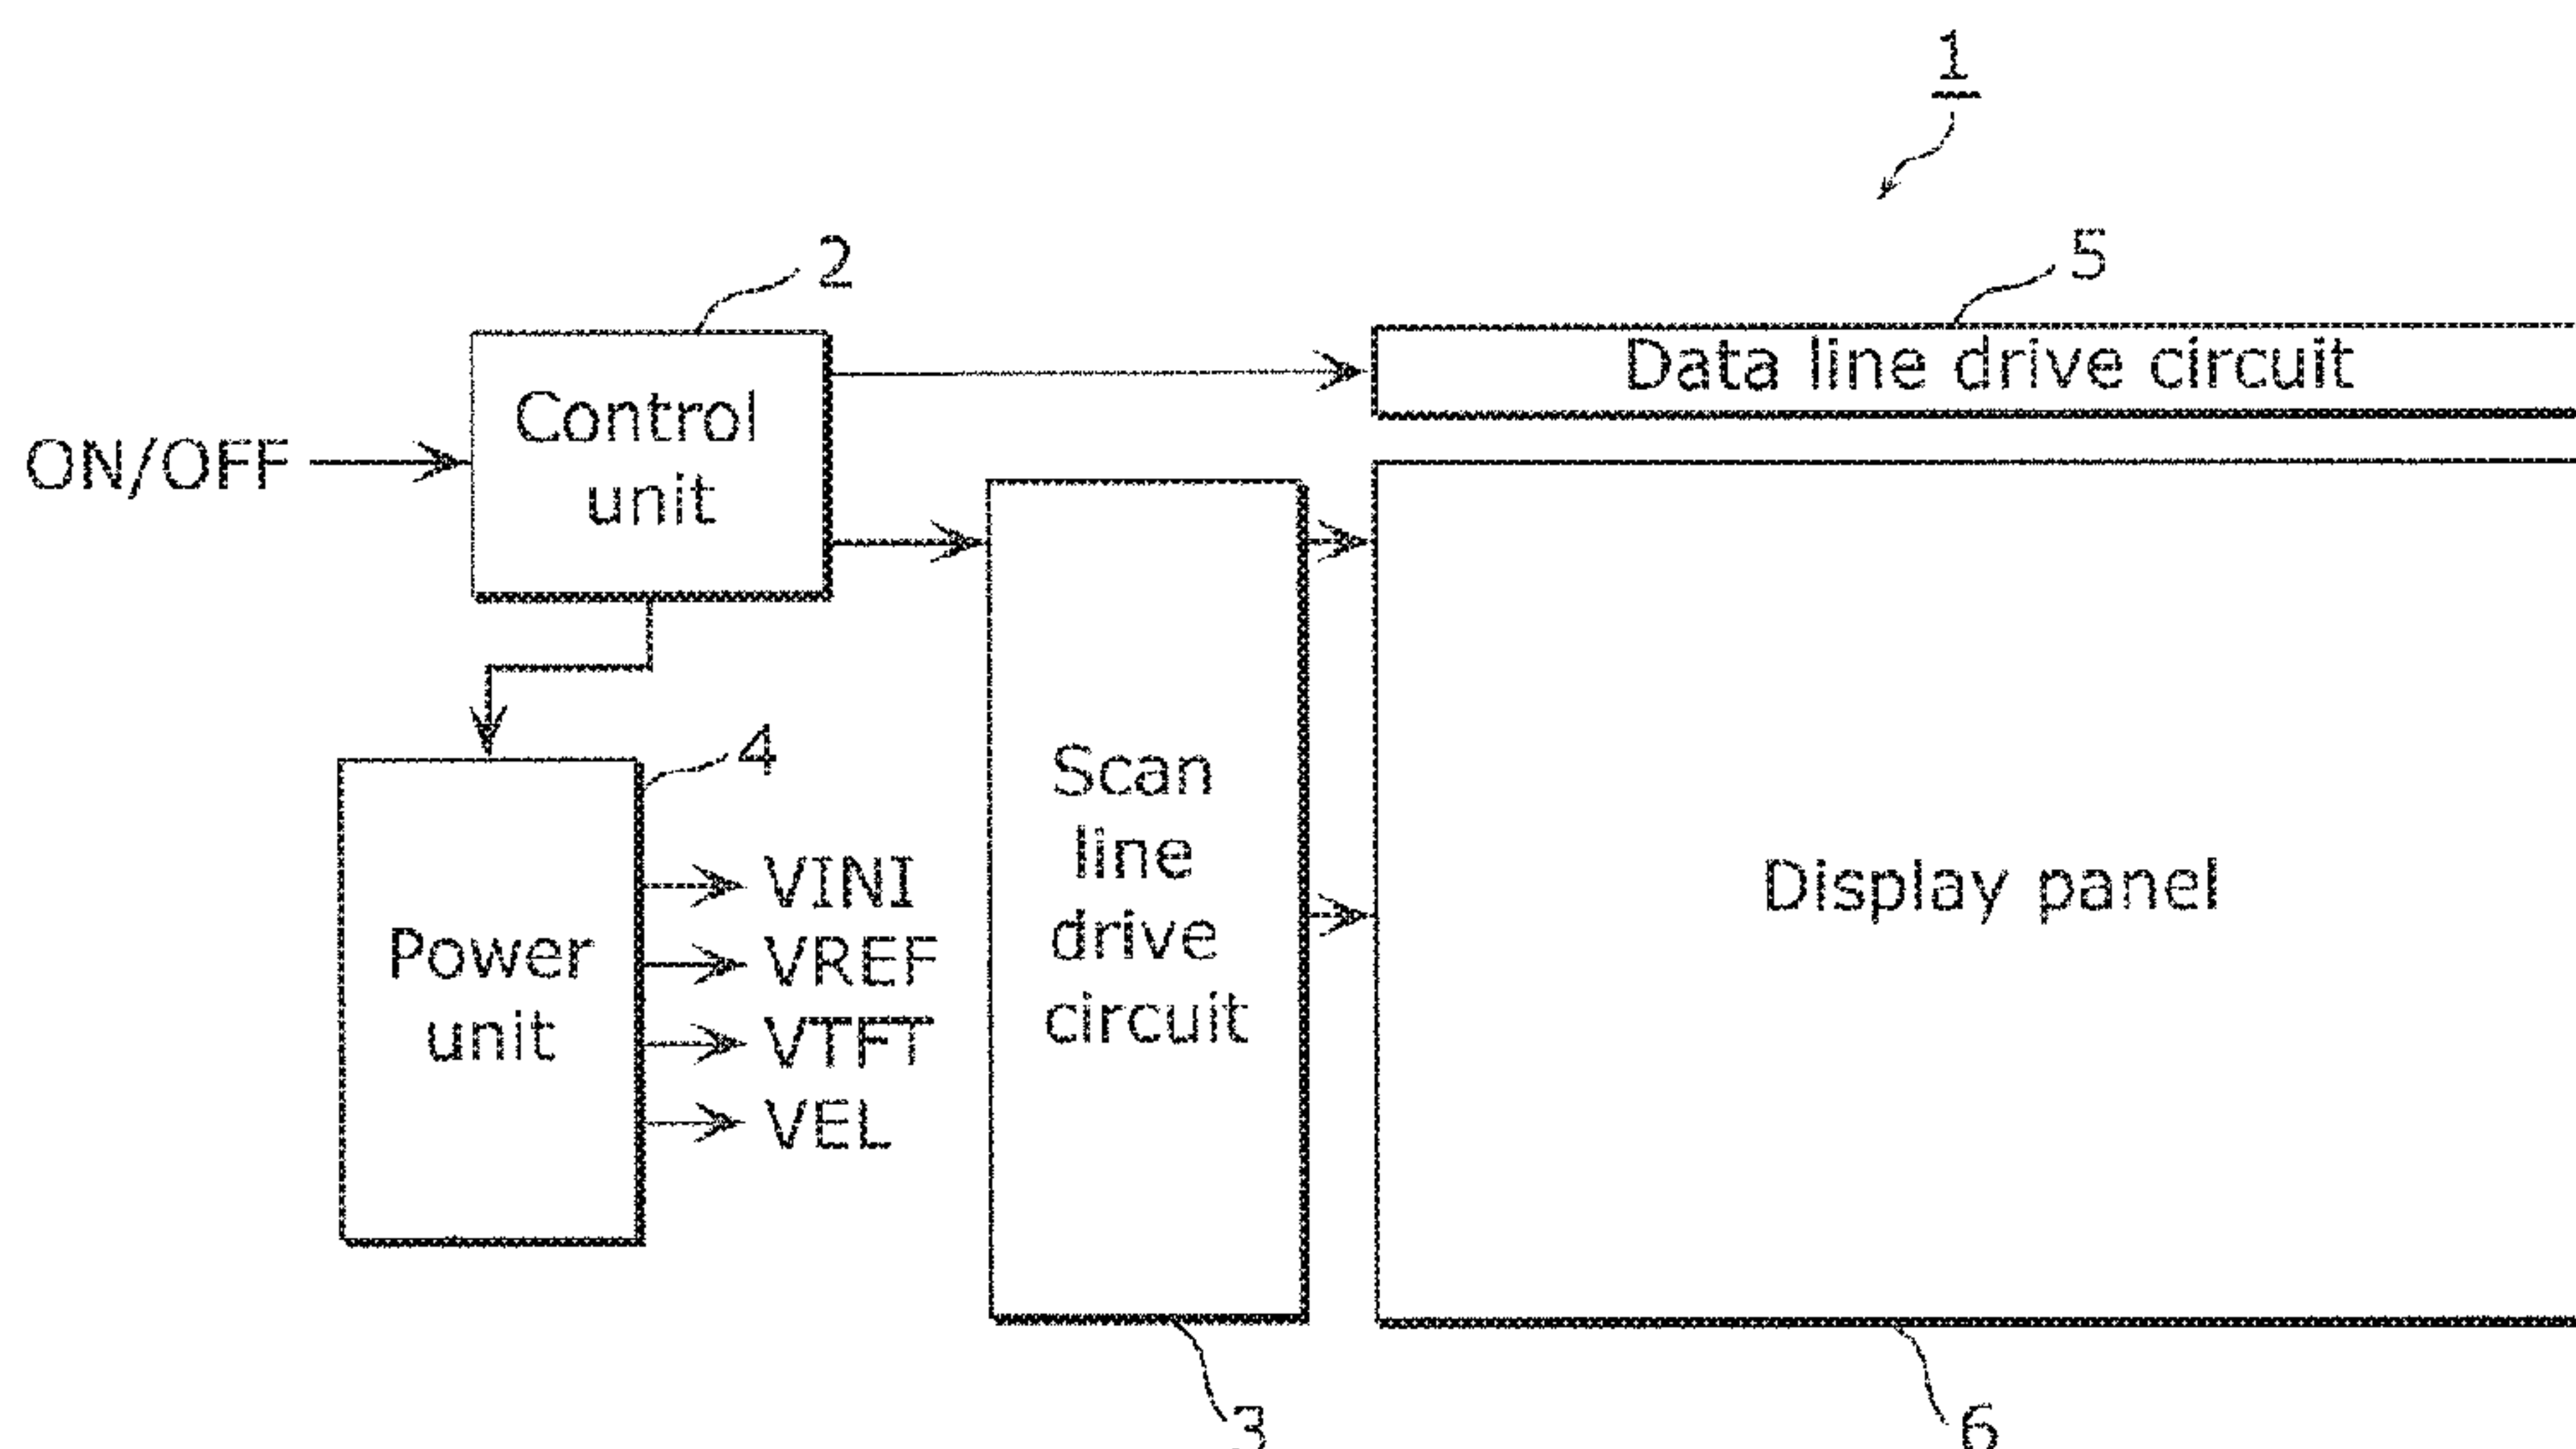 1
2
5
Data line drive circuit
Control
unit
ON/OFF
4
Scan
line
drive
circuit
Display panel
VINI
VREF
VTFT
VEL
Power
unit
3
6